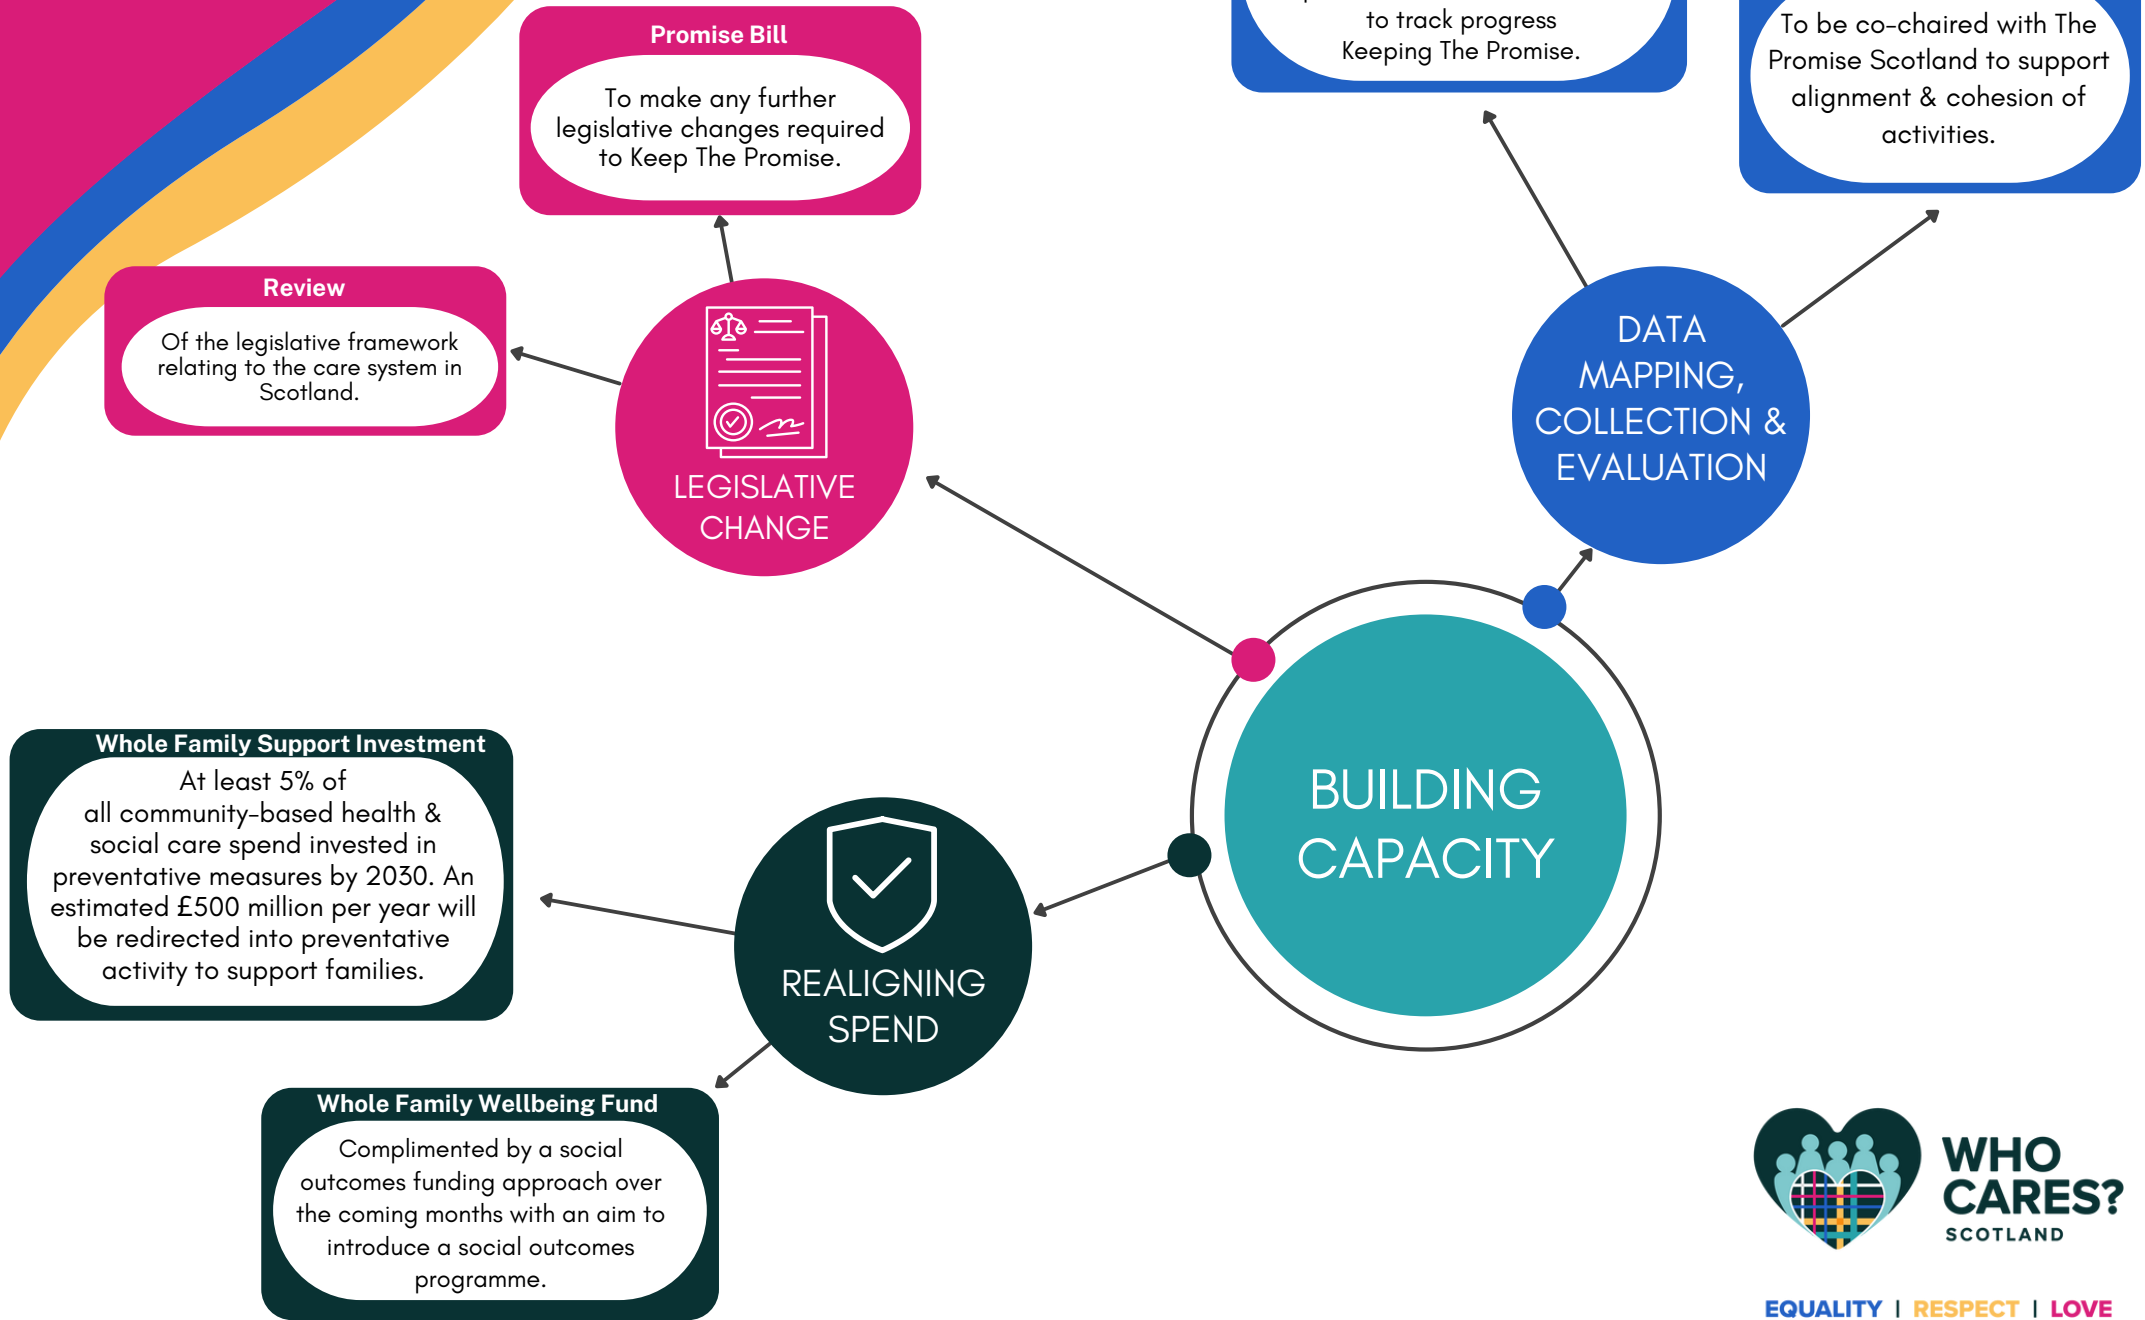 Promise Bill
To make any further
legislative changes required
to Keep The Promise.
to track progress
Keeping The Promise.
To be co-chaired with The
Promise Scotland to support
alignment & cohesion of
activities.
Review
Of the legislative framework
relating to the care system in
Scotland.
LEGISLATIVE
CHANGE
DATA
MAPPING,
COLLECTION &
EVALUATION
Whole Family Support Investment
At least 5% of
all community-based health &
social care spend invested in
preventative measures by 2030. An
estimated £500 million per year will
be redirected into preventative
activity to support families.
REALIGNING
SPEND
BUILDING
CAPACITY
Whole Family Wellbeing Fund
Complimented by a social
outcomes funding approach over
the coming months with an aim to
introduce a social outcomes
programme.
WHO
CARES?
SCOTLAND
EQUALITY | RESPECT | LOVE